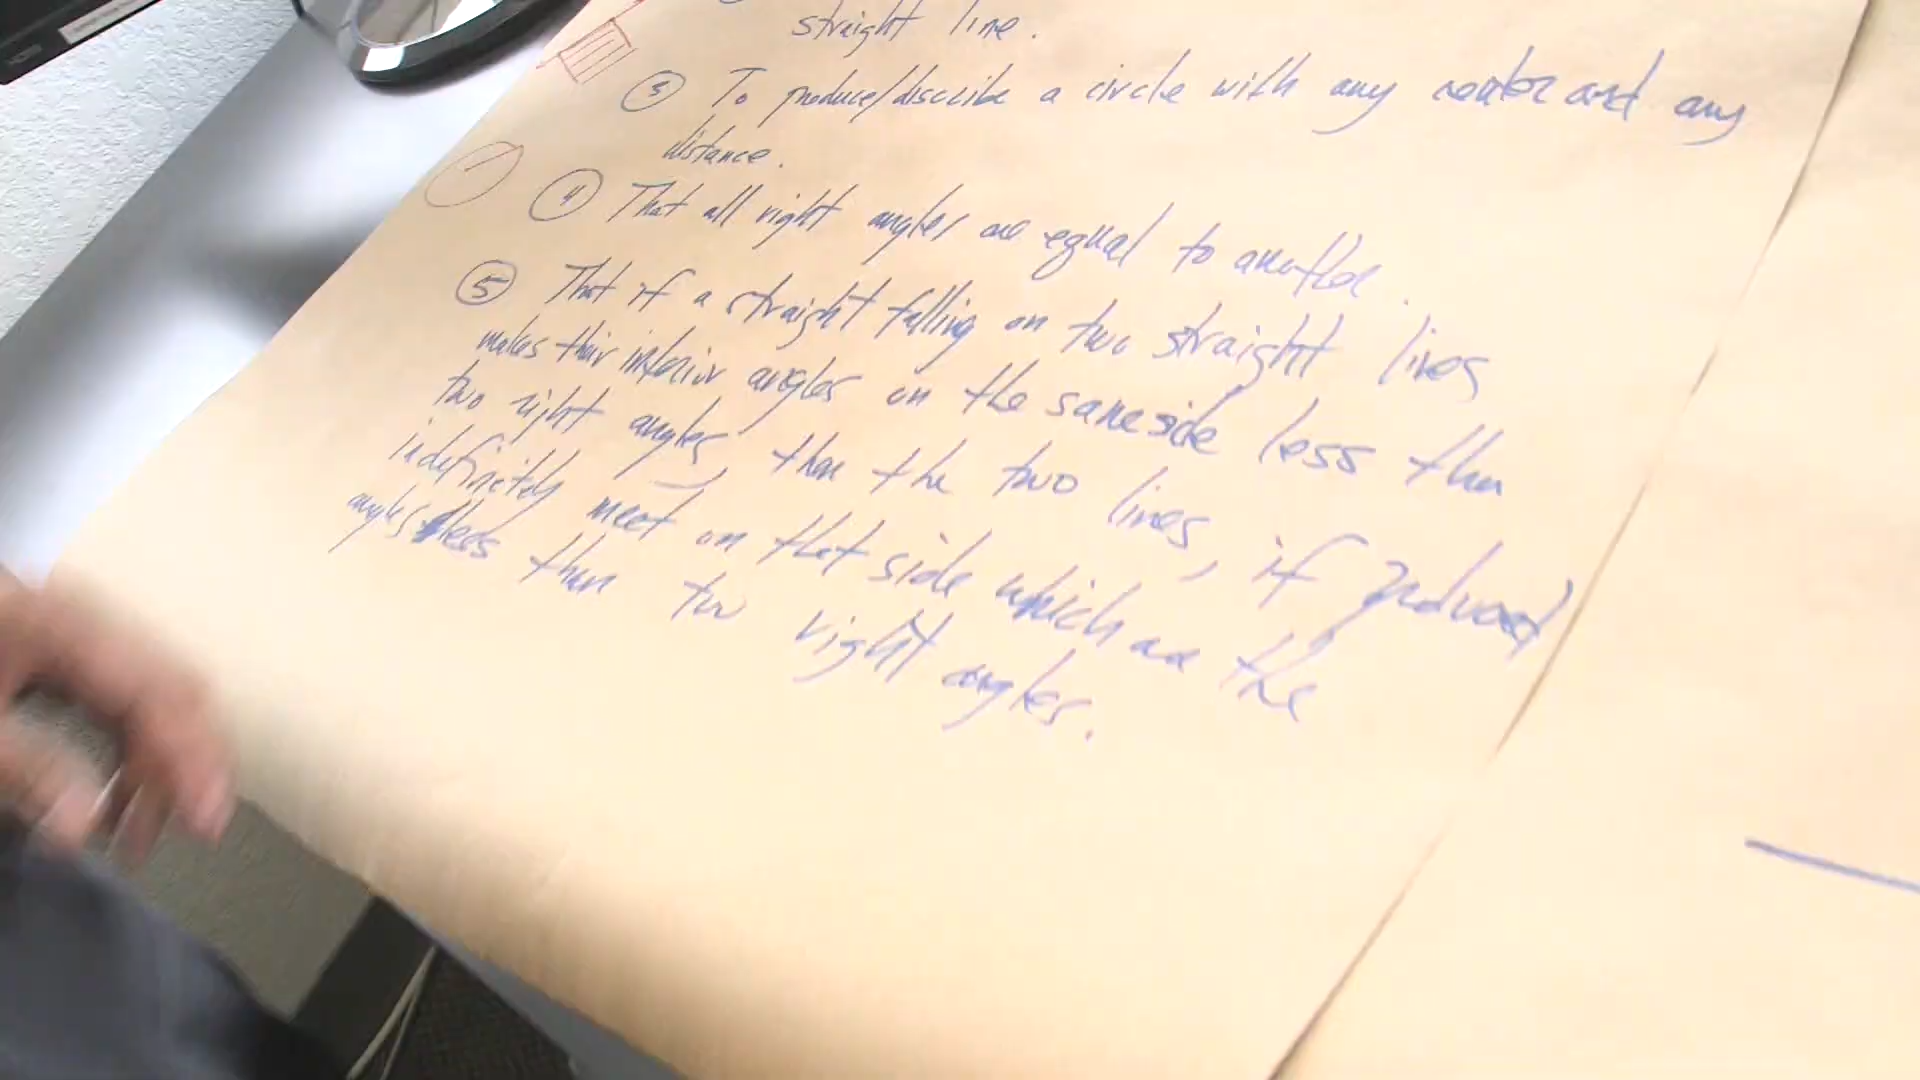 straight line.
③ To produce/discribe a circle with any center and any
distance.
④ That all right angles are equal to another.
⑤ That if a straight falling on two straight lines
makes their interior angles on the same side less than
two right angles, then the two lines, if produced
indefinitely meet on that side which are the
angles less than two right angles.